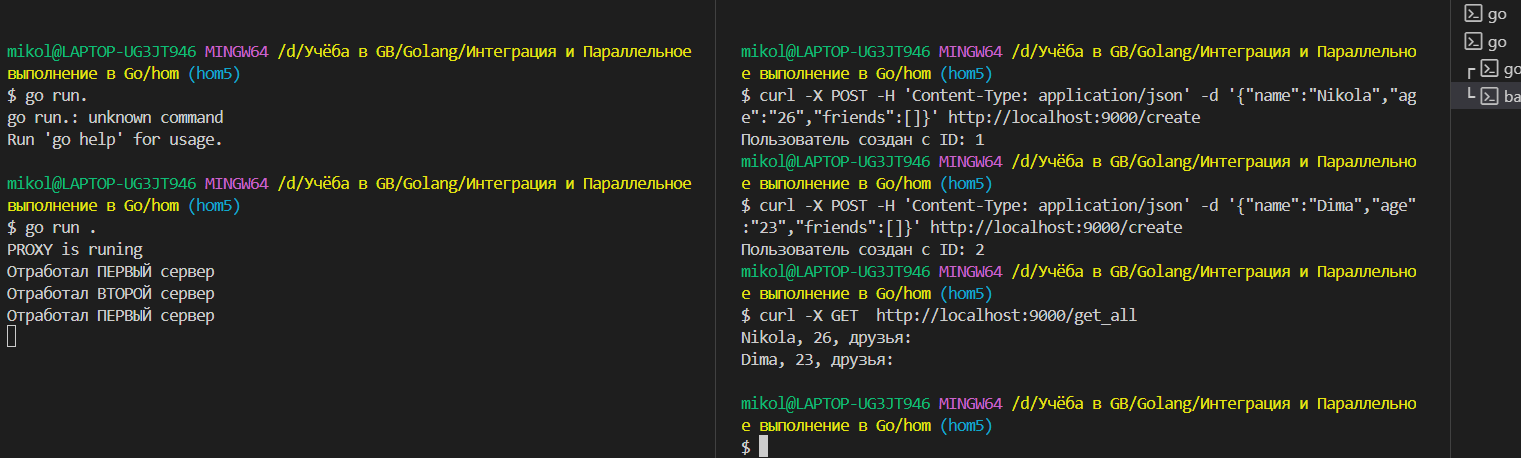 mikol@LAPTOP-UG3JT946 MINGW64 /d/Учёба в GB/Golang/Интеграция и Параллельное
выполнение в Go/hom (hom5)
$ go run.
go run.: unknown command
Run 'go help' for usage.
mikol@LAPTOP-UG3JT946 MINGW64 /d/Учёба в GB/Golang/Интеграция и Параллельное
выполнение в Go/hom (hom5)
$ go run .
PROXY is runing
Отработал ПЕРВЫЙ сервер
Отработал ВТОРОЙ сервер
Отработал ПЕРВЫЙ сервер
mikol@LAPTOP-UG3JT946 MINGW64 /d/Учёба в GB/Golang/Интеграция и Параллельно
е выполнение в Go/hom (hom5)
$ curl -X POST -H 'Content-Type: application/json' -d '{"name":"Nikola","ag
e":"26","friends":[]}' http://localhost:9000/create
Пользователь создан с ID: 1
mikol@LAPTOP-UG3JT946 MINGW64 /d/Учёба в GB/Golang/Интеграция и Параллельно
е выполнение в Go/hom (hom5)
$ curl -X POST -H 'Content-Type: application/json' -d '{"name":"Dima","age"
:"23","friends":[]}' http://localhost:9000/create
Пользователь создан с ID: 2
mikol@LAPTOP-UG3JT946 MINGW64 /d/Учёба в GB/Golang/Интеграция и Параллельно
е выполнение в Go/hom (hom5)
$ curl -X GET  http://localhost:9000/get_all
Nikola, 26, друзья:
Dima, 23, друзья:
mikol@LAPTOP-UG3JT946 MINGW64 /d/Учёба в GB/Golang/Интеграция и Параллельно
е выполнение в Go/hom (hom5)
$
go
go
go
ba